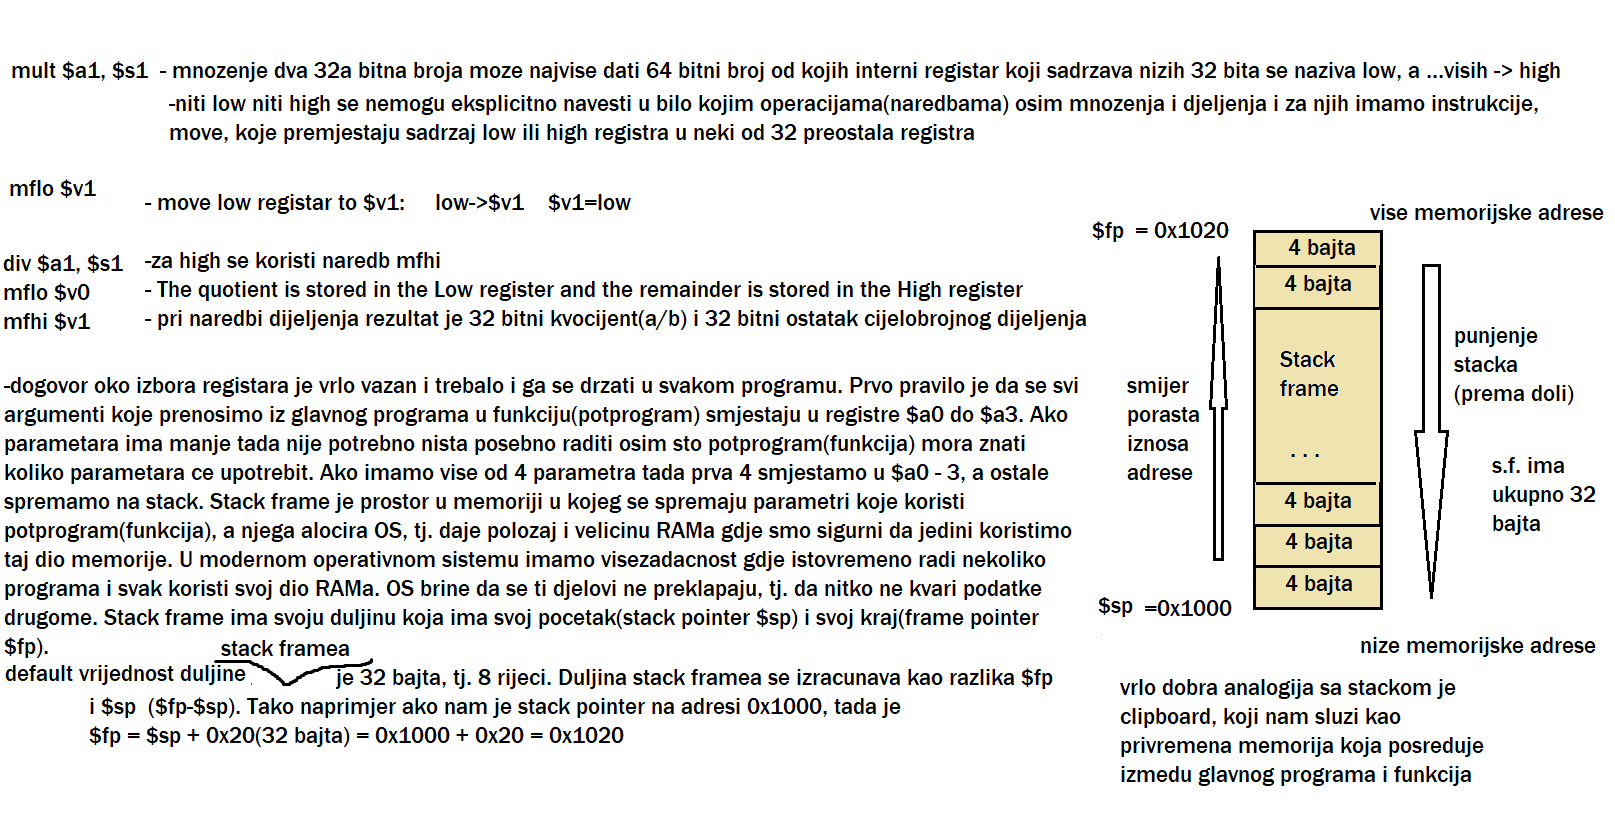 mult $a1, $s1 - mnozenje dva 32a bitna broja moze najvise dati 64 bitni broj od kojih interni registar koji sadrzava nizih 32 bita se naziva low, a ...visih -> high
-niti low niti high se nemogu eksplicitno navesti u bilo kojim operacijama(naredbama) osim mnozenja i djeljenja i za njih imamo instrukcije,
move, koje premjestaju sadrzaj low ili high registra u neki od 32 preostala registra
mflo $v1
- move low registar to $v1: low->$v1 $v1=low
div $a1, $s1 -za high se koristi naredb mfhi
mflo $v0 - The quotient is stored in the Low register and the remainder is stored in the High register
mfhi $v1 - pri naredbi dijeljenja rezultat je 32 bitni kvocijent(a/b) i 32 bitni ostatak cijelobrojnog dijeljenja
-dogovor oko izbora registara je vrlo vazan i trebalo i ga se drzati u svakom programu. Prvo pravilo je da se svi
argumenti koje prenosimo iz glavnog programa u funkciju(potprogram) smjestaju u registre $a0 do $a3. Ako
parametara ima manje tada nije potrebno nista posebno raditi osim sto potprogram(funkcija) mora znati
koliko parametara ce upotrebit. Ako imamo vise od 4 parametra tada prva 4 smjestamo u $a0 - 3, a ostale
spremamo na stack. Stack frame je prostor u memoriji u kojeg se spremaju parametri koje koristi
potprogram(funkcija), a njega alocira OS, tj. daje polozaj i velicinu RAMa gdje smo sigurni da jedini koristimo
taj dio memorije. U modernom operativnom sistemu imamo visezadacnost gdje istovremeno radi nekoliko
programa i svak koristi svoj dio RAMa. OS brine da se ti djelovi ne preklapaju, tj. da nitko ne kvari podatke
drugome. Stack frame ima svoju duljinu koja ima svoj pocetak(stack pointer $sp) i svoj kraj(frame pointer
$fp).
stack framea
default vrijednost duljine je 32 bajta, tj. 8 rijeci. Duljina stack framea se izracunava kao razlika $fp
i $sp ($fp-$sp). Tako naprimjer ako nam je stack pointer na adresi 0x1000, tada je
$fp = $sp + 0x20(32 bajta) = 0x1000 + 0x20 = 0x1020
vise memorijske adrese
$fp = 0x1020
4 bajta
4 bajta
Stack
frame
. . .
4 bajta
4 bajta
4 bajta
smijer
porasta
iznosa
adrese
punjenje
stacka
(prema doli)
s.f. ima
ukupno 32
bajta
$sp =0x1000
nize memorijske adrese
vrlo dobra analogija sa stackom je
clipboard, koji nam sluzi kao
privremena memorija koja posreduje
izmedu glavnog programa i funkcija